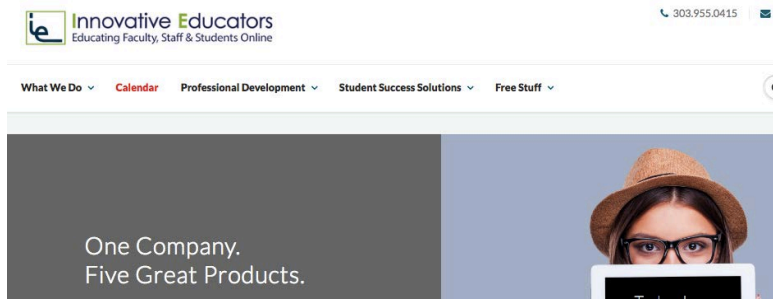 ie Innovative Educators
Educating Faculty, Staff & Students Online
303.955.0415
What We Do Calendar Professional Development Student Success Solutions Free Stuff
One Company.
Five Great Products.